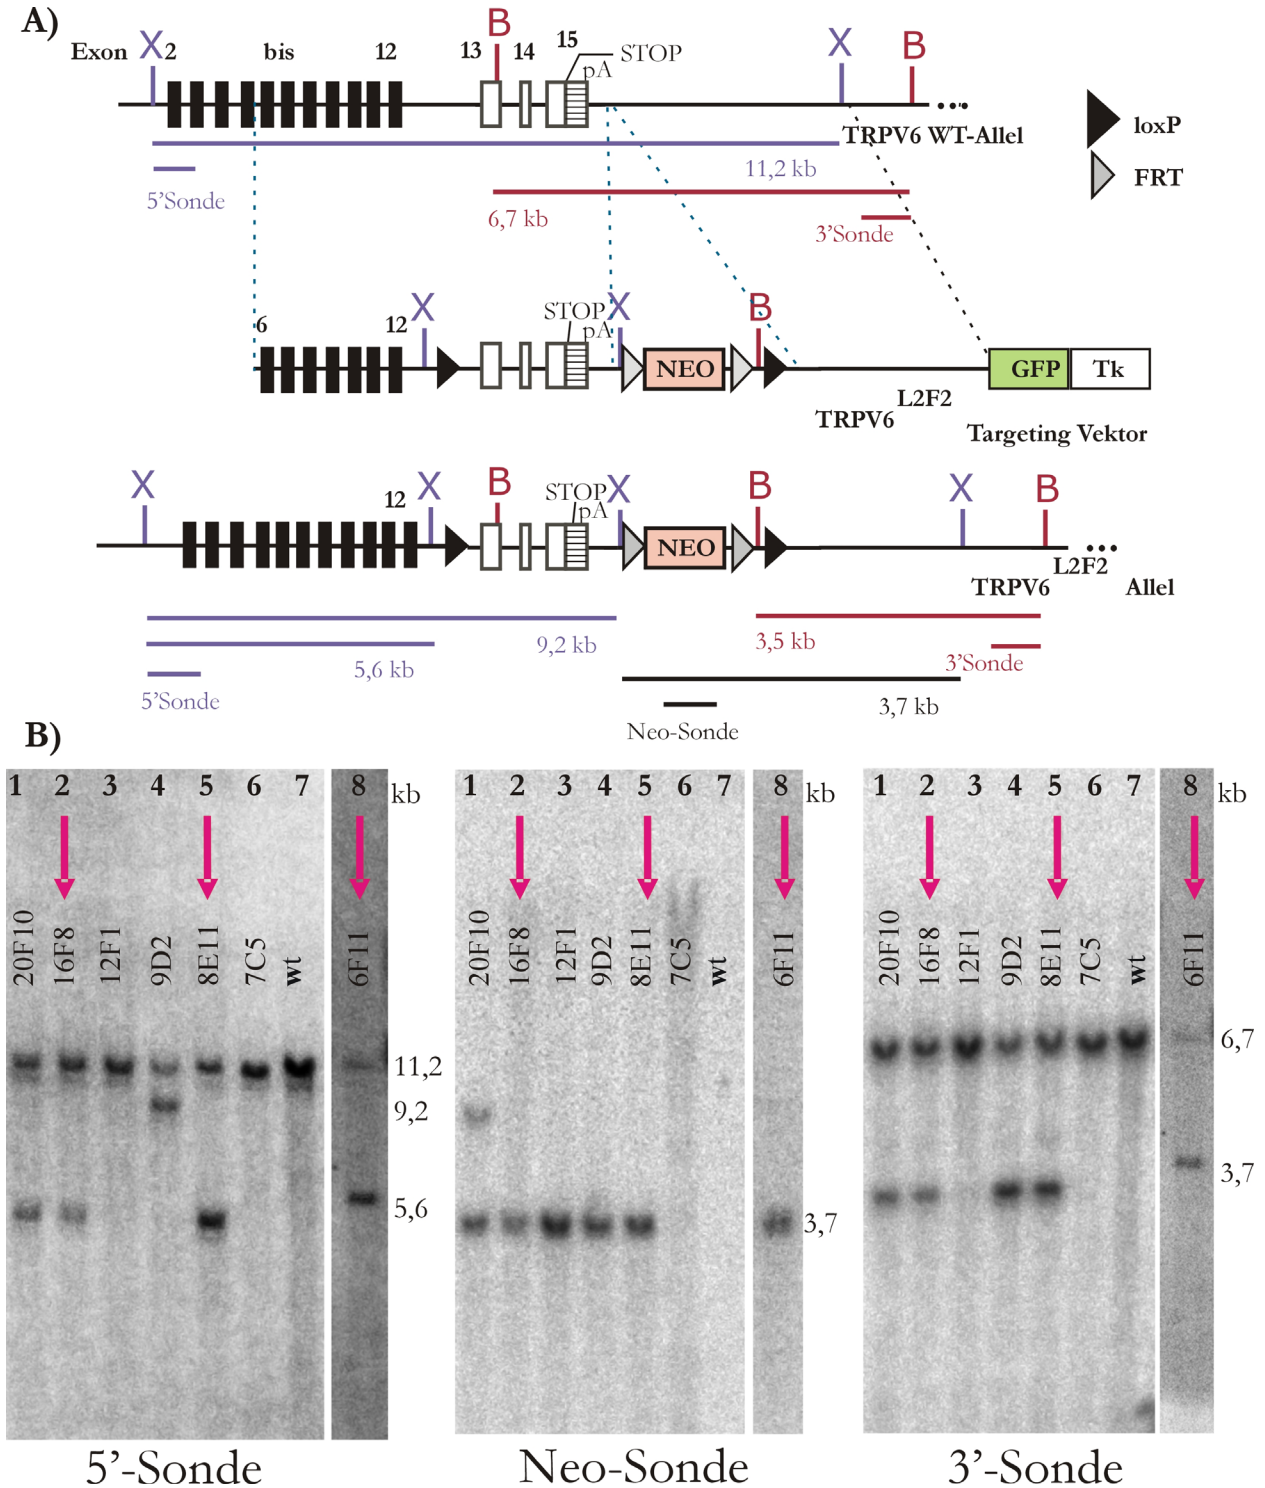 A)
Exon X 2 bis 12 13 B 14 15 STOP X B
pA
TRPV6 WT-Allel
loxP
FRT
11,2 kb
5'Sonde
6,7 kb
3'Sonde
6 12 X STOP X B
pA
NEO GFP Tk
L2F2
TRPV6
Targeting Vektor
X 12 X B STOP X B X B
pA
NEO
L2F2
TRPV6 Allel
9,2 kb 3,5 kb
5,6 kb 3'Sonde
5'Sonde 3,7 kb
Neo-Sonde
B)
1 2 3 4 5 6 7 8 kb
20F10 16F8 12F1 9D2 8E11 7C5 wt 6F11
11,2
9,2
5,6
5'-Sonde
1 2 3 4 5 6 7 8 kb
20F10 16F8 12F1 9D2 8E11 7C5 wt 6F11
3,7
Neo-Sonde
1 2 3 4 5 6 7 8 kb
20F10 16F8 12F1 9D2 8E11 7C5 wt 6F11
6,7
3,7
3'-Sonde